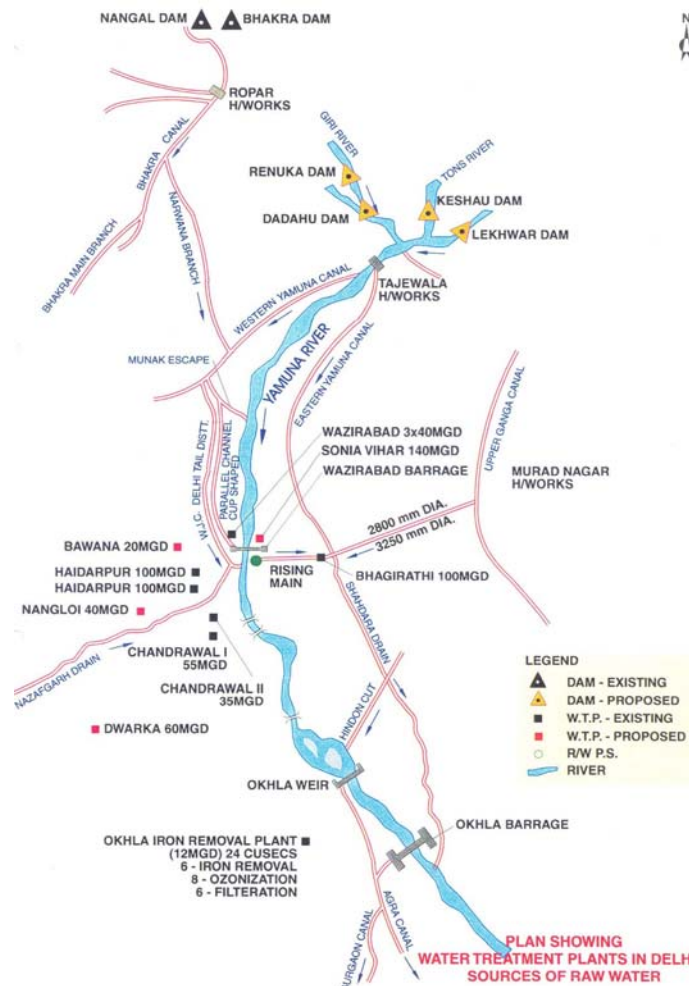 NANGAL DAM
BHAKRA DAM
N
ROPAR
H/WORKS
BHAKRA CANAL
GIRI RIVER
RENUKA DAM
TONS RIVER
KESHAU DAM
DADAHU DAM
LEKHWAR DAM
NARWANA BRANCH
BHAKRA MAIN BRANCH
TAJEWALA
H/WORKS
WESTERN YAMUNA CANAL
YAMUNA RIVER
EASTERN YAMUNA CANAL
MUNAK ESCAPE
UPPER GANGA CANAL
W.J.C. DELHI TAIL DISTT.
PARALLEL CHANNEL
CUP SHAPED
WAZIRABAD 3x40MGD
SONIA VIHAR 140MGD
WAZIRABAD BARRAGE
MURAD NAGAR
H/WORKS
2800 mm DIA.
3250 mm DIA.
BAWANA 20MGD
HAIDARPUR 100MGD
HAIDARPUR 100MGD
RISING
MAIN
BHAGIRATHI 100MGD
NANGLOI 40MGD
SHAHDARA DRAIN
NAZAFGARH DRAIN
CHANDRAWAL I
55MGD
CHANDRAWAL II
35MGD
DWARKA 60MGD
HINDON CUT
OKHLA WEIR
LEGEND
DAM - EXISTING
DAM - PROPOSED
W.T.P. - EXISTING
W.T.P. - PROPOSED
R/W P.S.
RIVER
OKHLA BARRAGE
OKHLA IRON REMOVAL PLANT
(12MGD) 24 CUSECS
6 - IRON REMOVAL
8 - OZONIZATION
6 - FILTERATION
AGRA CANAL
URGAON CANAL
PLAN SHOWING
WATER TREATMENT PLANTS IN DELH
SOURCES OF RAW WATER